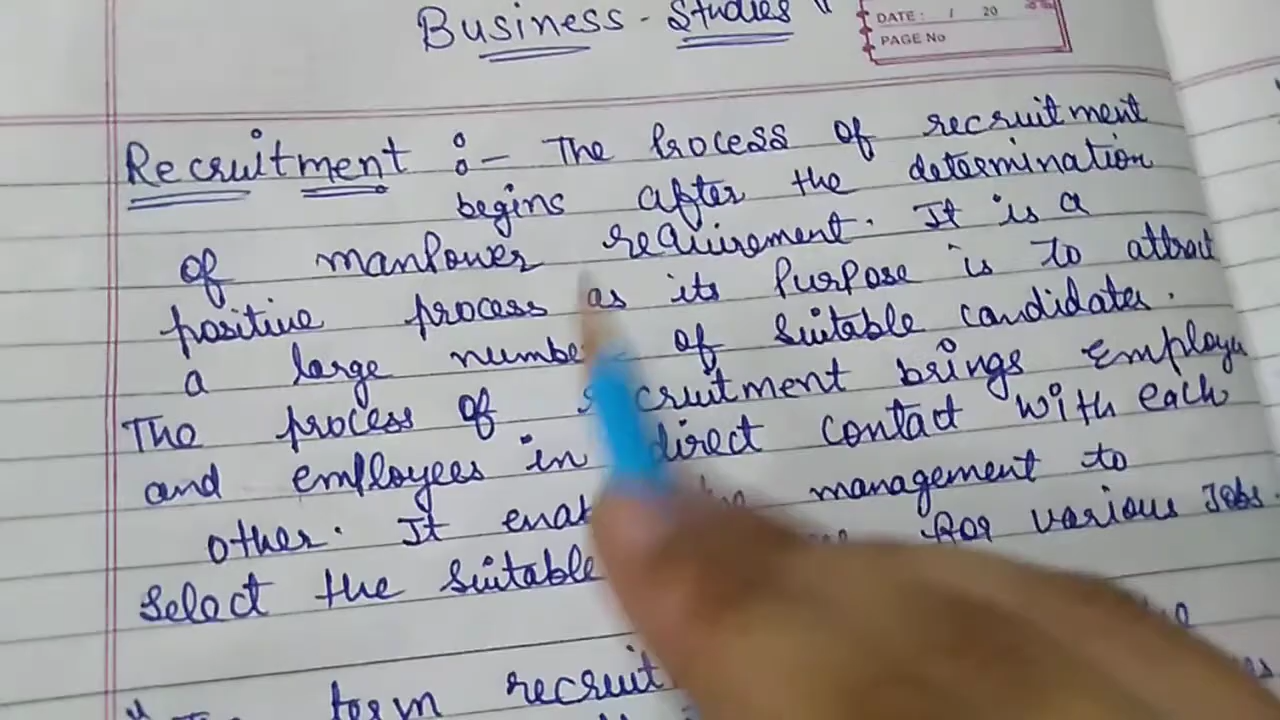 Business - Studies
DATE: / 20
PAGE No
Recruitment :- The Process of recruitment
begins after the determination
of manpower requirement. It is a
positive process as its Purpose is to attract
a large number of suitable candidates.
The process of recruitment brings employe
and employees in direct contact with each
other. It management to
select the suitable for various Jobs.
term recruit